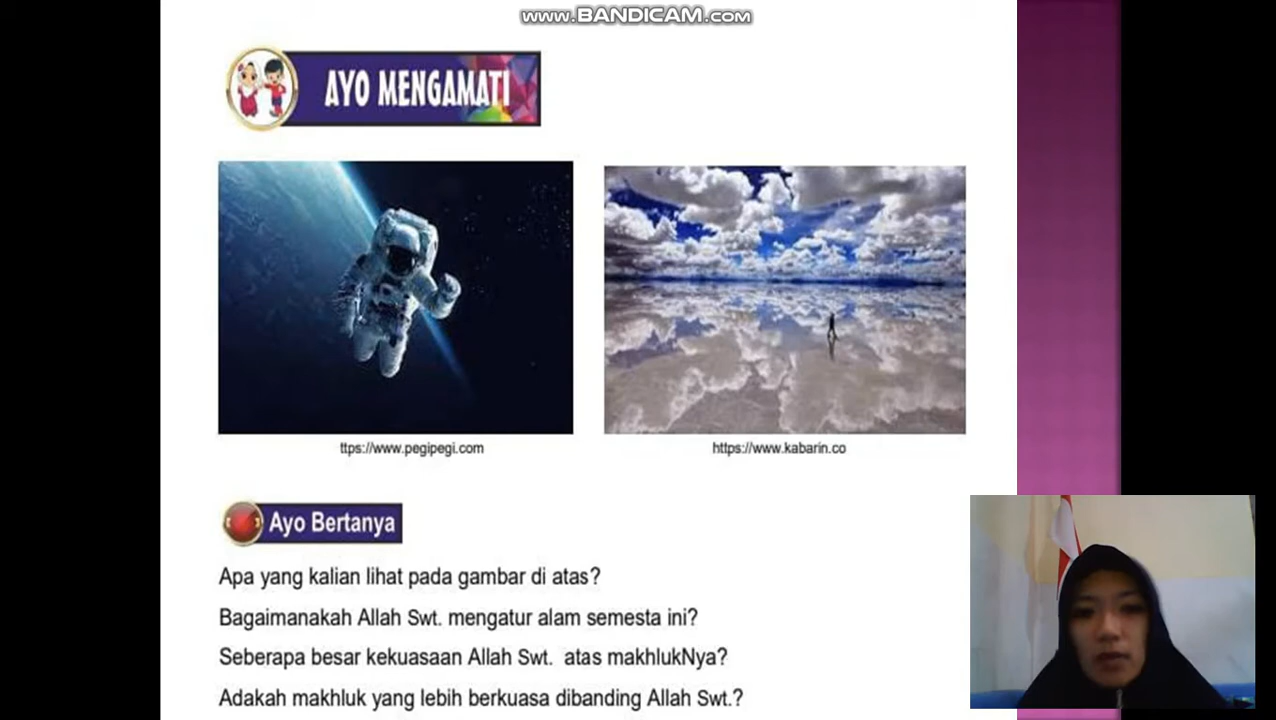 www.BANDICAM.com
AYO MENGAMATI
ttps://www.pegipegi.com
https://www.kabarin.co
Ayo Bertanya
Apa yang kalian lihat pada gambar di atas?
Bagaimanakah Allah Swt. mengatur alam semesta ini?
Seberapa besar kekuasaan Allah Swt. atas makhlukNya?
Adakah makhluk yang lebih berkuasa dibanding Allah Swt.?